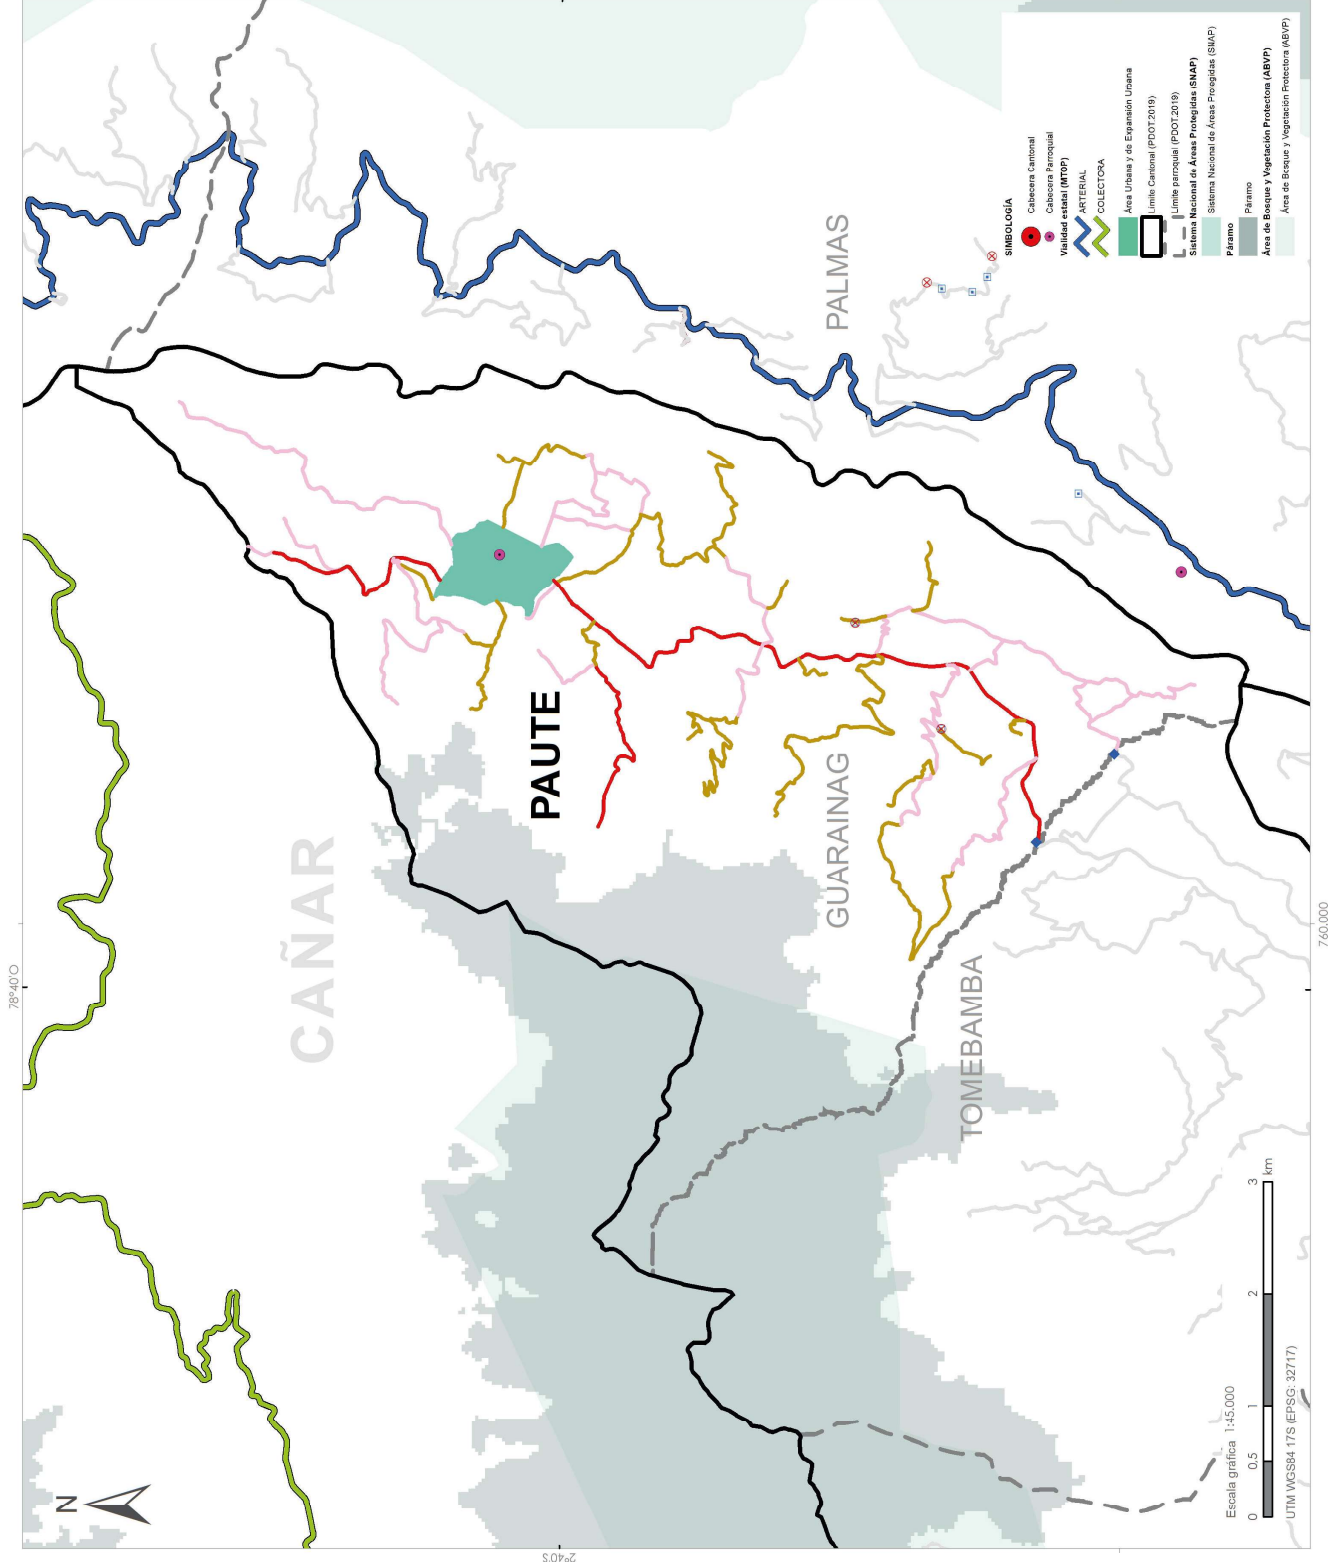 78°40'O
N
CAÑAR
PAUTE
PALMAS
GUARAINAG
TOMEBAMBA
2°40'S
760.000
Escala gráfica 1:45.000
0 0,5 1 2 3
km
UTM WGS84 17S (EPSG: 32717)
SIMBOLOGÍA
Cabecera Cantonal
Cabecera Parroquial
Vialidad estatal (MTOP)
ARTERIAL
COLECTORA
Área Urbana y de Expansión Urbana
Límite Cantonal (PDOT.2019)
Límite parroquial (PDOT.2019)
Sistema Nacional de Áreas Protegidas (SNAP)
Sistema Nacional de Áreas Protegidas (SNAP)
Páramo
Páramo
Área de Bosque y Vegetación Protectora (ABVP)
Área de Bosque y Vegetación Protectora (ABVP)